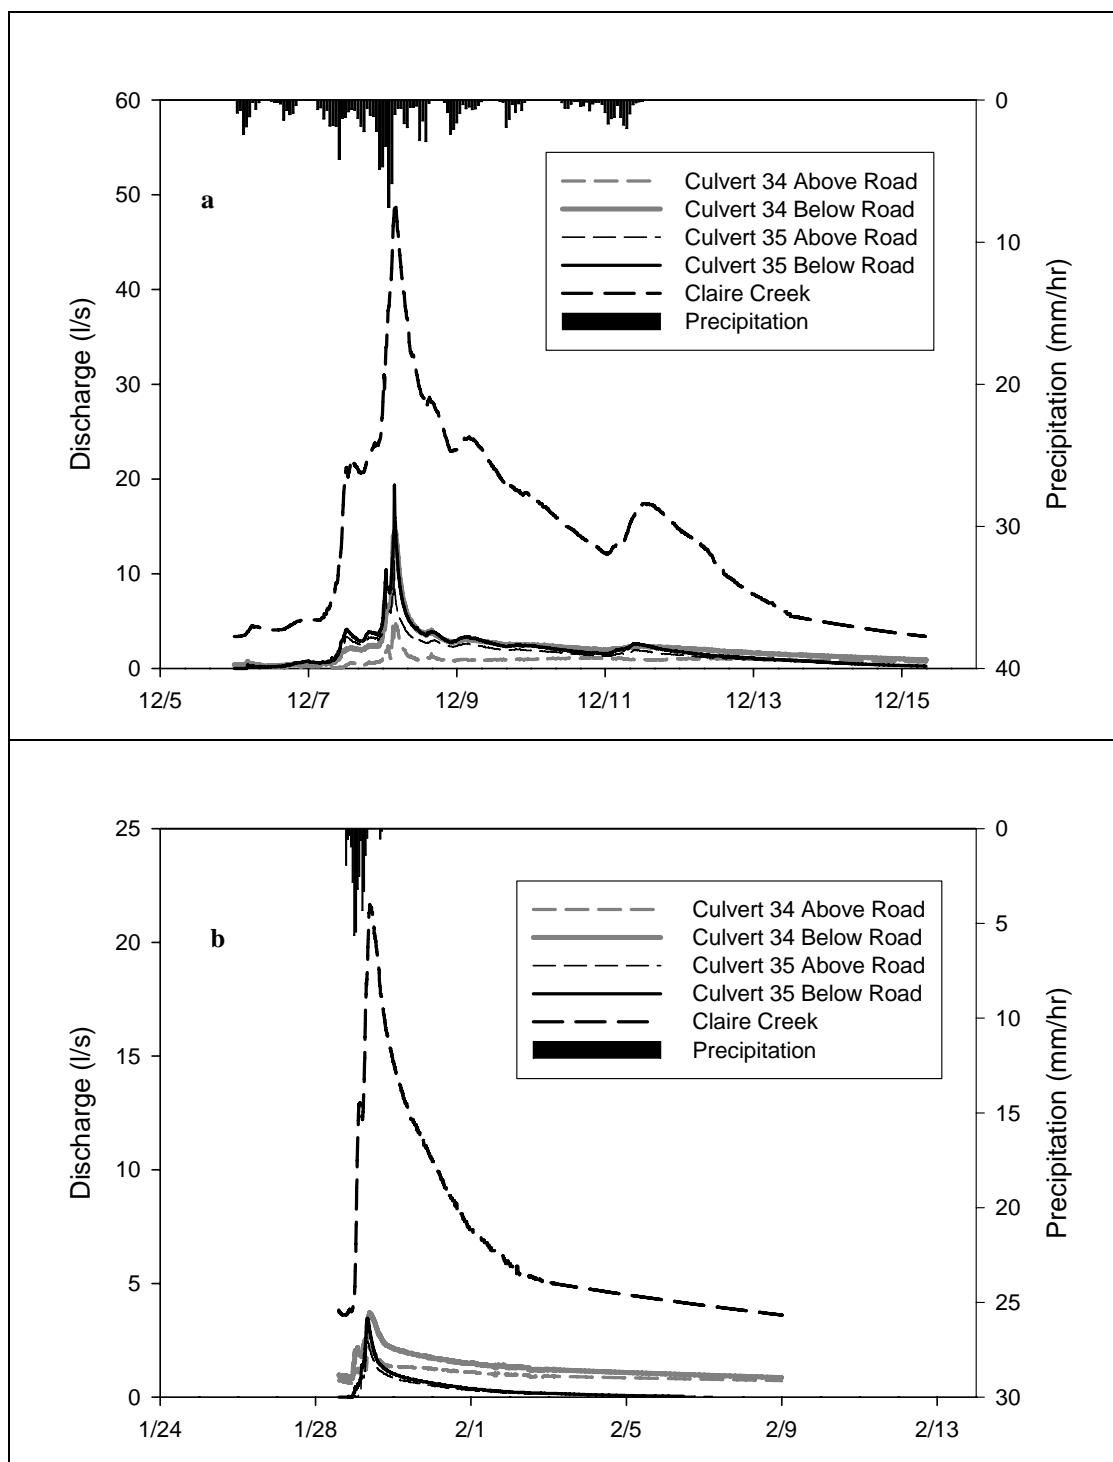 60
50
40
30
20
10
0
Discharge (l/s)
a
Culvert 34 Above Road
Culvert 34 Below Road
Culvert 35 Above Road
Culvert 35 Below Road
Claire Creek
Precipitation
0
10
20
30
40
Precipitation (mm/hr)
12/5
12/7
12/9
12/11
12/13
12/15
25
20
15
10
5
0
Discharge (l/s)
b
Culvert 34 Above Road
Culvert 34 Below Road
Culvert 35 Above Road
Culvert 35 Below Road
Claire Creek
Precipitation
0
5
10
15
20
25
30
Precipitation (mm/hr)
1/24
1/28
2/1
2/5
2/9
2/13